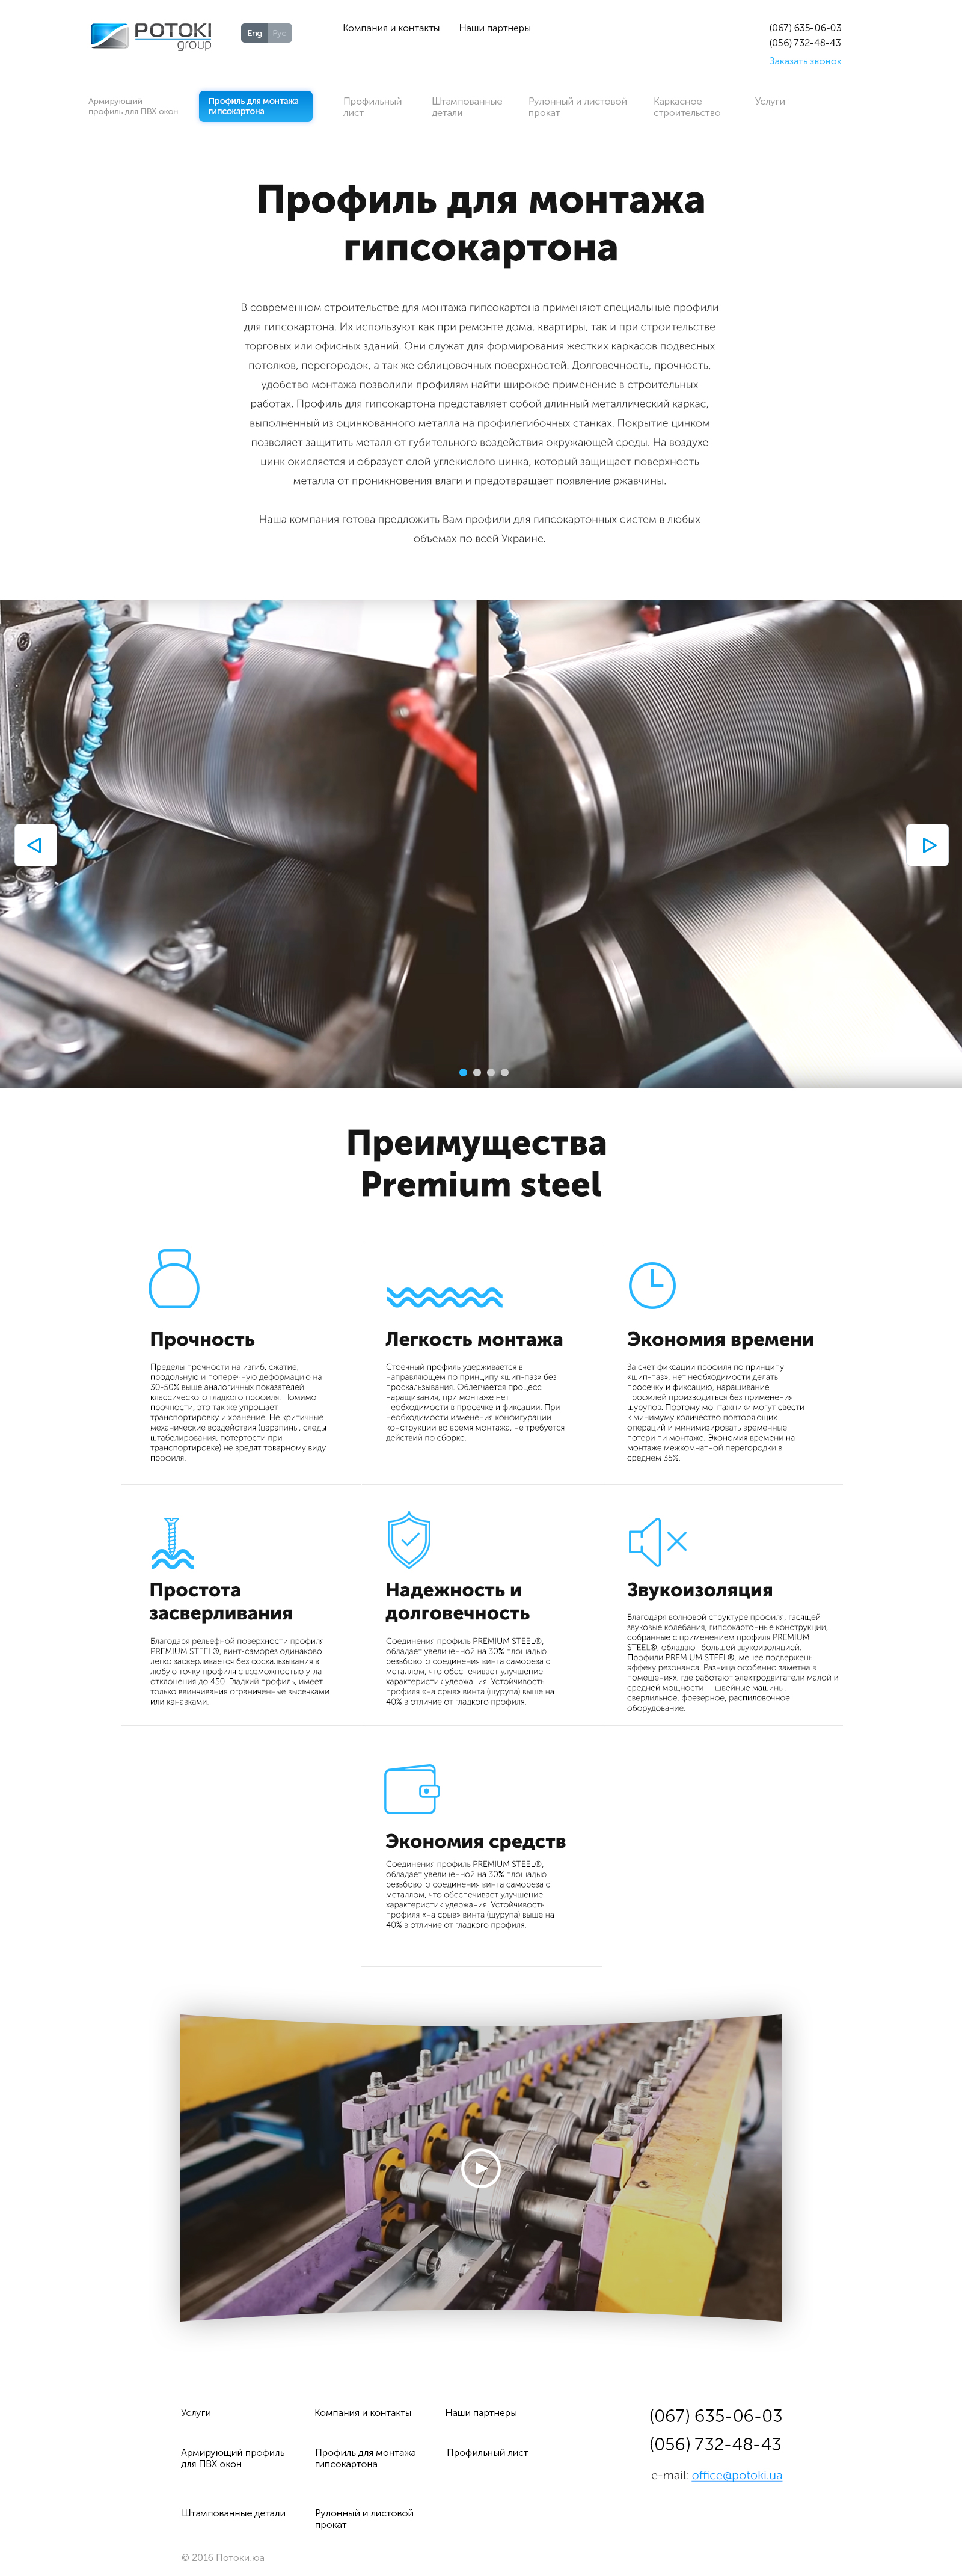 POTOKI
group
Eng Рус
Компания и контакты Наши партнеры
(067) 635-06-03
(056) 732-48-43
Заказать звонок
Армирующий
профиль для ПВХ окон
Профиль для монтажа
гипсокартона
Профильный
лист
Штампованные
детали
Рулонный и листовой
прокат
Каркасное
строительство
Услуги
Профиль для монтажа
гипсокартона
В современном строительстве для монтажа гипсокартона применяют специальные профили
для гипсокартона. Их используют как при ремонте дома, квартиры, так и при строительстве
торговых или офисных зданий. Они служат для формирования жестких каркасов подвесных
потолков, перегородок, а так же облицовочных поверхностей. Долговечность, прочность,
удобство монтажа позволили профилям найти широкое применение в строительных
работах. Профиль для гипсокартона представляет собой длинный металлический каркас,
выполненный из оцинкованного металла на профилегибочных станках. Покрытие цинком
позволяет защитить металл от губительного воздействия окружающей среды. На воздухе
цинк окисляется и образует слой углекислого цинка, который защищает поверхность
металла от проникновения влаги и предотвращает появление ржавчины.
Наша компания готова предложить Вам профили для гипсокартонных систем в любых
объемах по всей Украине.
Преимущества
Premium steel
Прочность
Пределы прочности на изгиб, сжатие,
продольную и поперечную деформацию на
30-50% выше аналогичных показателей
классического гладкого профиля. Помимо
прочности, это так же упрощает
транспортировку и хранение. Не критичные
механические воздействия (царапины, следы
штабелирования, потертости при
транспортировке) не вредят товарному виду
профиля.
Легкость монтажа
Стоечный профиль удерживается в
направляющем по принципу «шип-паз» без
проскальзывания. Облегчается процесс
наращивания, при монтаже нет
необходимости в просечке и фиксации. При
необходимости изменения конфигурации
конструкции во время монтажа, не требуется
действий по сборке.
Экономия времени
За счет фиксации профиля по принципу
«шип-паз», нет необходимости делать
просечку и фиксацию, наращивание
профилей производиться без применения
шурупов. Поэтому монтажники могут свести
к минимуму количество повторяющих
операций и минимизировать временные
потери пи монтаже. Экономия времени на
монтаже межкомнатной перегородки в
среднем 35%.
Простота
засверливания
Благодаря рельефной поверхности профиля
PREMIUM STEEL®, винт-саморез одинаково
легко засверливается без соскальзывания в
любую точку профиля с возможностью угла
отклонения до 450. Гладкий профиль, имеет
только ввинчивания ограниченные высечками
или канавками.
Надежность и
долговечность
Соединения профиль PREMIUM STEEL®,
обладает увеличенной на 30% площадью
резьбового соединения винта самореза с
металлом, что обеспечивает улучшение
характеристик удержания. Устойчивость
профиля «на срыв» винта (шурупа) выше на
40% в отличие от гладкого профиля.
Звукоизоляция
Благодаря волновой структуре профиля, гасящей
звуковые колебания, гипсокартонные конструкции,
собранные с применением профиля PREMIUM
STEEL®, обладают большей звукоизоляцией.
Профили PREMIUM STEEL®, менее подвержены
эффеку резонанса. Разница особенно заметна в
помещениях, где работают электродвигатели малой и
средней мощности — швейные машины,
сверлильное, фрезерное, распиловочное
оборудование.
Экономия средств
Соединения профиль PREMIUM STEEL®,
обладает увеличенной на 30% площадью
резьбового соединения винта самореза с
металлом, что обеспечивает улучшение
характеристик удержания. Устойчивость
профиля «на срыв» винта (шурупа) выше на
40% в отличие от гладкого профиля.
Услуги Компания и контакты Наши партнеры
Армирующий профиль
для ПВХ окон
Профиль для монтажа
гипсокартона
Профильный лист
Штампованные детали
Рулонный и листовой
прокат
(067) 635-06-03
(056) 732-48-43
e-mail: office@potoki.ua
© 2016 Потоки.юа